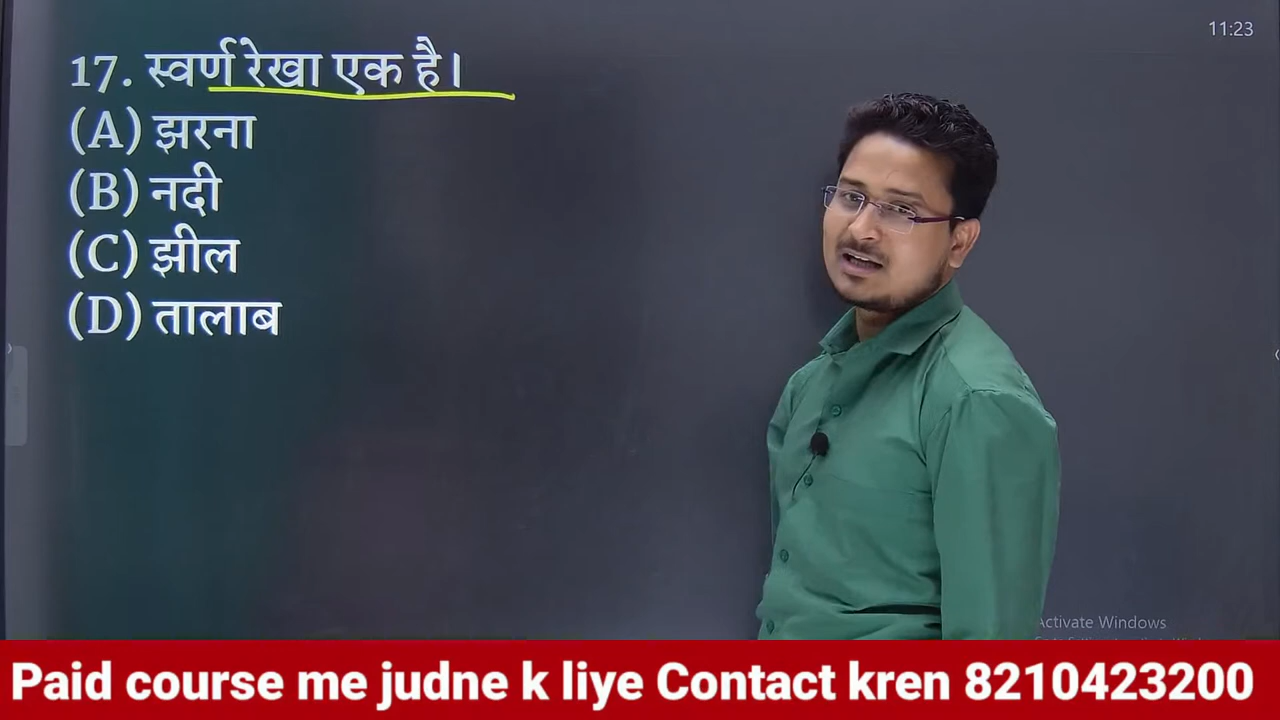 11:23
17. स्वर्ण रेखा एक है।
(A) झरना
(B) नदी
(C) झील
(D) तालाब
Activate Windows
Paid course me judne k liye Contact kren 8210423200